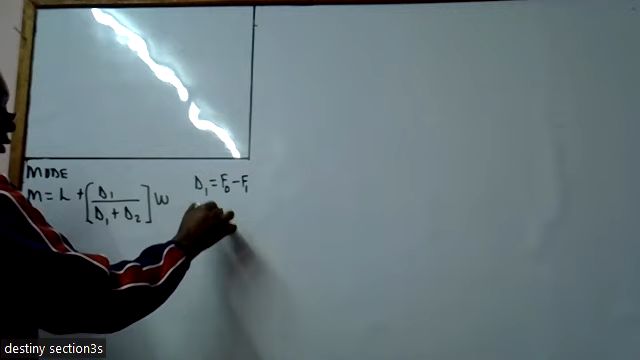 MODE
M = L + [D₁ / (D₁ + D₂)] W
D₁ = F₀ - F₁
destiny section3s